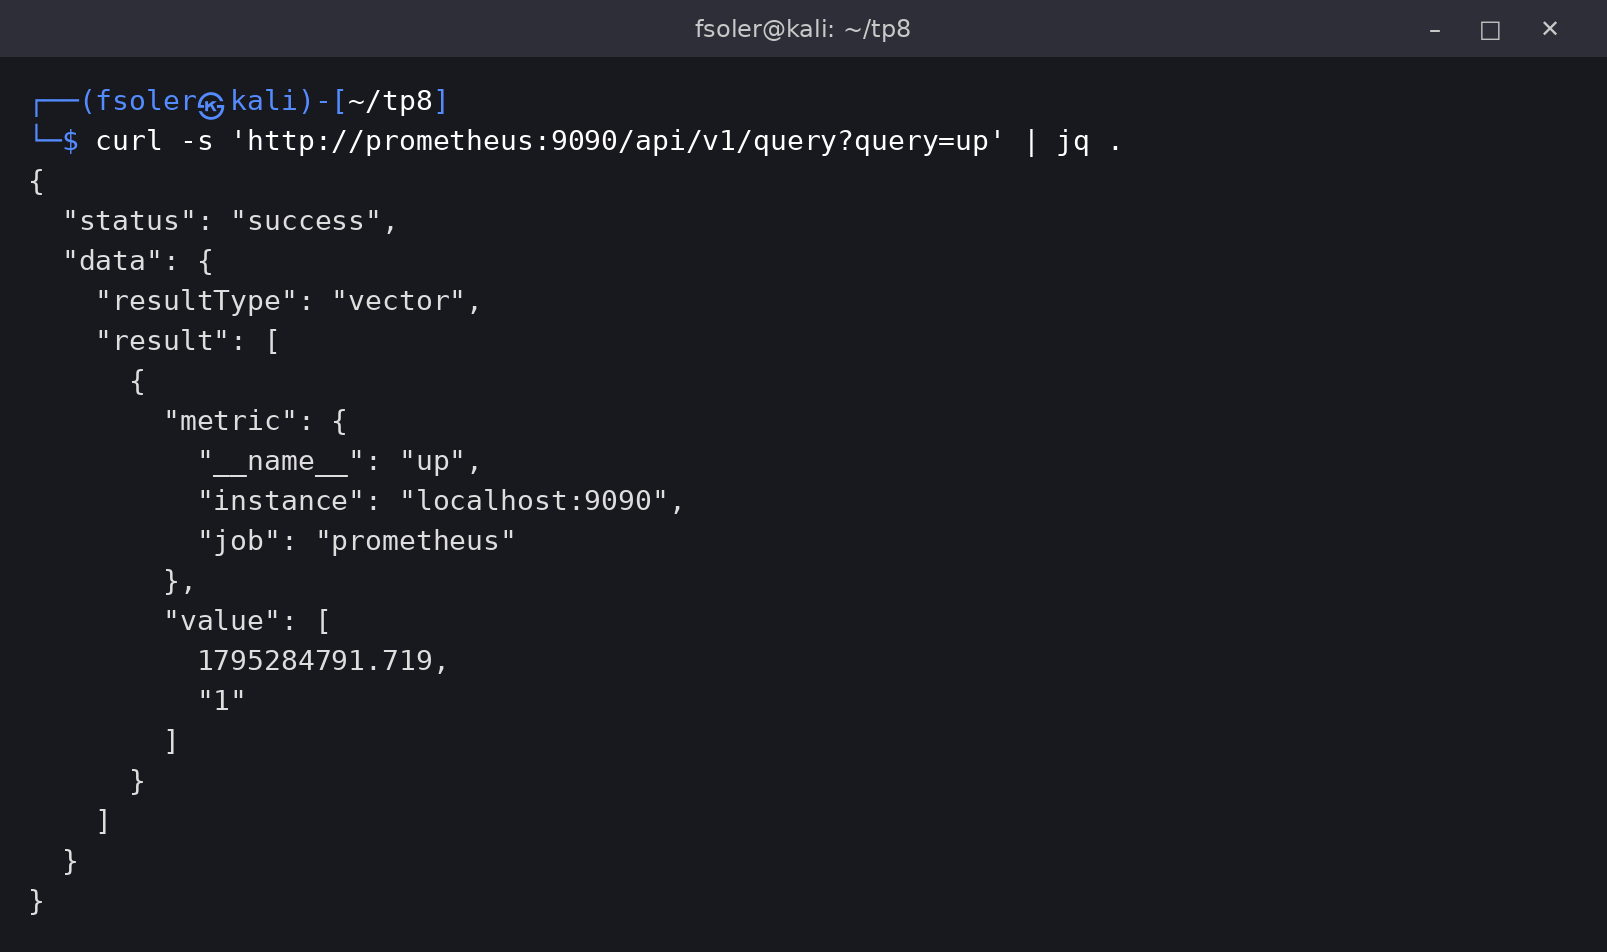 fsoler@kali: ~/tp8
┌──(fsoler㉿kali)-[~/tp8]
└─$ curl -s 'http://prometheus:9090/api/v1/query?query=up' | jq .
{
  "status": "success",
  "data": {
    "resultType": "vector",
    "result": [
      {
        "metric": {
          "__name__": "up",
          "instance": "localhost:9090",
          "job": "prometheus"
        },
        "value": [
          1795284791.719,
          "1"
        ]
      }
    ]
  }
}